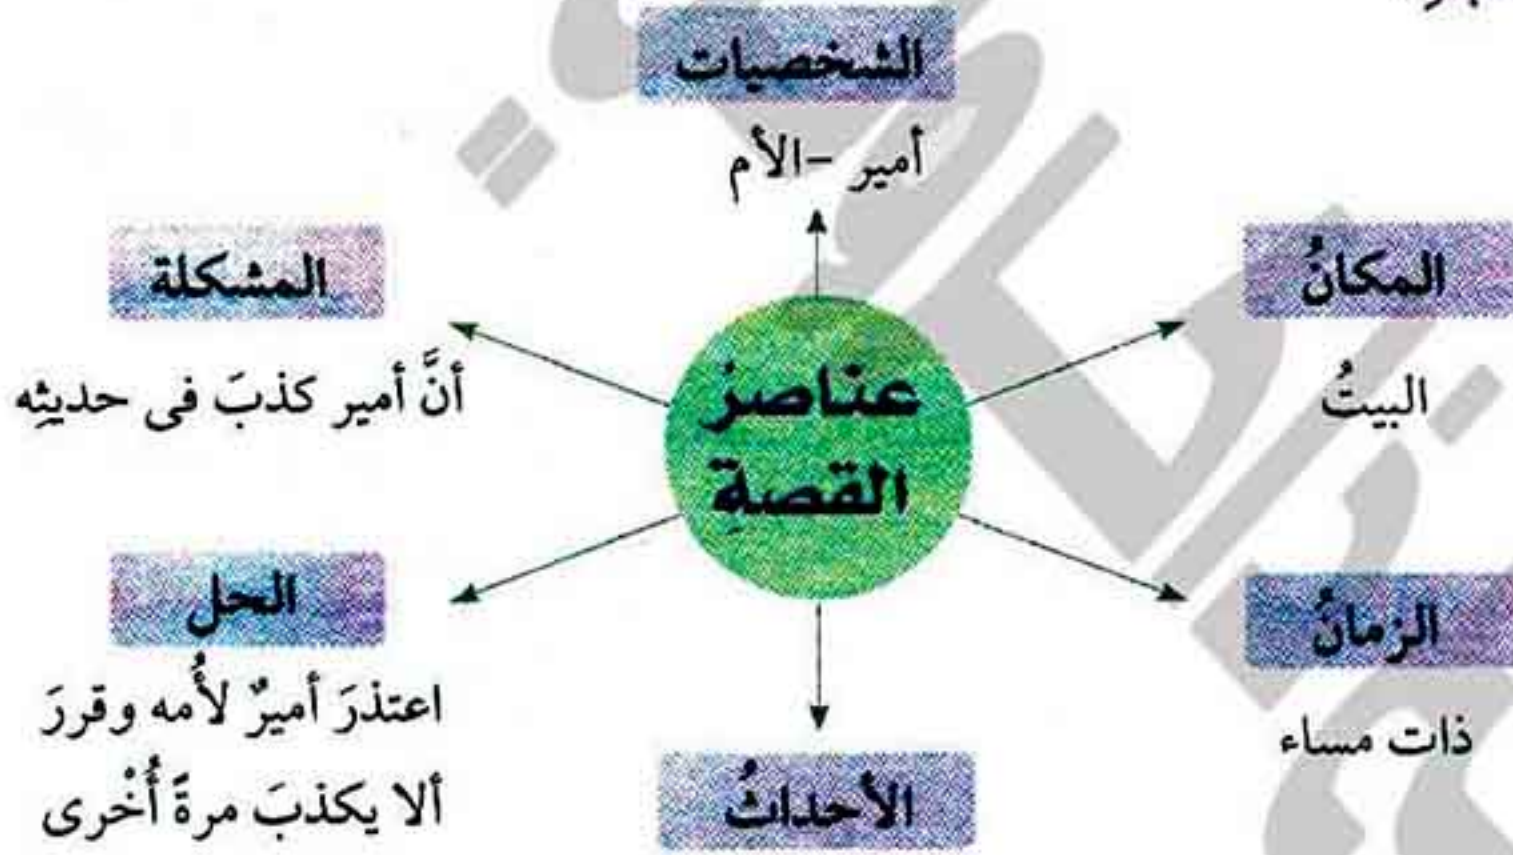 الشخصيات
أمير -الأم
المكانُ
البيتُ
المشكلة
أنَّ أمير كذبَ فى حديثِه
عناصرُ
القصةِ
الزمانُ
ذات مساء
الحل
اعتذرَ أميرٌ لأُمه وقررَ
ألا يكذبَ مرةً أُخْرى
الأحداثُ